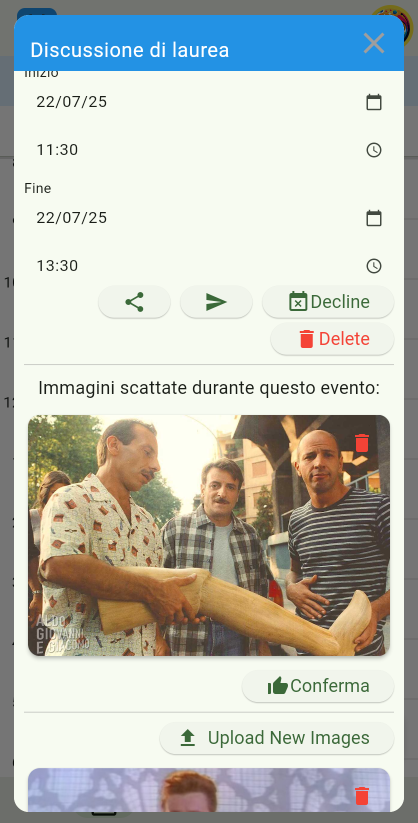 Discussione di laurea
Inizio
22/07/25
11:30
Fine
22/07/25
13:30
Decline
Delete
Immagini scattate durante questo evento:
ALDO
GIOVANNI
E GIACOMO
Conferma
Upload New Images